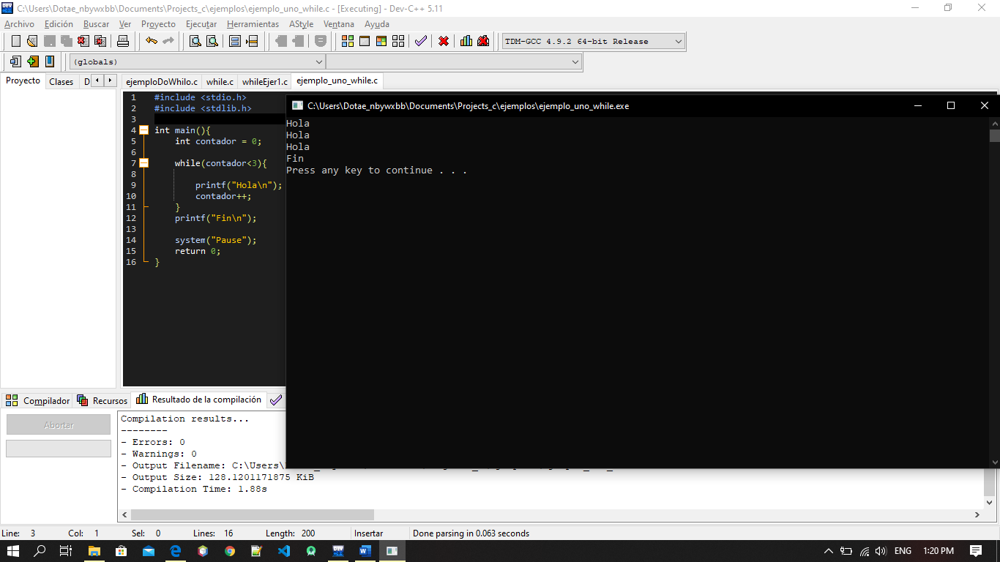 C:\Users\Dotae_nbywxbb\Documents\Projects_c\ejemplos\ejemplo_uno_while.c - [Executing] - Dev-C++ 5.11
Archivo Edición Buscar Ver Proyecto Ejecutar Herramientas AStyle Ventana Ayuda
TDM-GCC 4.9.2 64-bit Release
(globals)
Proyecto Clases D
ejemploDoWhilo.c while.c whileEjer1.c ejemplo_uno_while.c
1 #include <stdio.h>
2 #include <stdlib.h>
3
4 int main(){
5 int contador = 0;
6
7 while(contador<3){
8
9 printf("Hola\n");
10 contador++;
11 }
12 printf("Fin\n");
13
14 system("Pause");
15 return 0;
16 }
C:\Users\Dotae_nbywxbb\Documents\Projects_c\ejemplos\ejemplo_uno_while.exe
Hola
Hola
Hola
Fin
Press any key to continue . . .
Compilador Recursos Resultado de la compilación
Abortar
Compilation results...
--------
- Errors: 0
- Warnings: 0
- Output Filename: C:\Users\
- Output Size: 128.1201171875 KiB
- Compilation Time: 1.88s
Line: 3 Col: 1 Sel: 0 Lines: 16 Length: 200 Insertar Done parsing in 0.063 seconds
DEV
ENG 1:20 PM